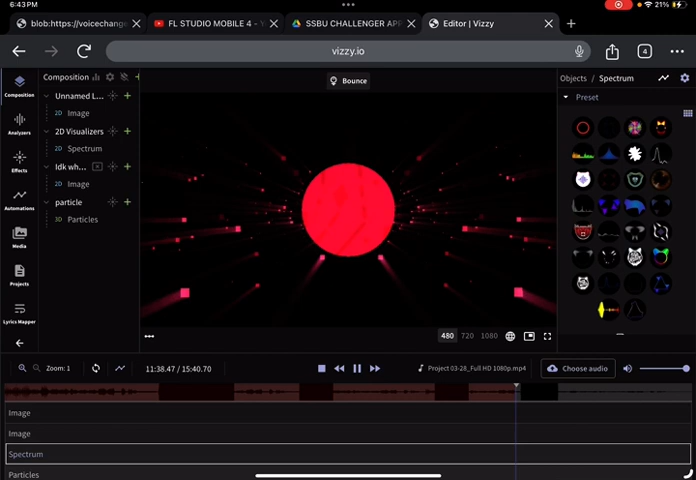 6:43PM
•••
21%
blob:https://voicechange
FL STUDIO MOBILE 4 - Y
SSBU CHALLENGER APP
Editor | Vizzy
vizzy.io
4
Composition
Bounce
Objects / Spectrum
Composition
Unnamed L...
Preset
2D Image
2D Visualizers
Analyzers
2D Spectrum
Idk wh...
Effects
2D Image
particle
Automations
3D Particles
Media
Projects
Lyrics Mapper
480 720 1080
Zoom: 1
11:38.47 / 15:40.70
Project 03-28_Full HD 1080p.mp4
Choose audio
Image
Image
Spectrum
Particles